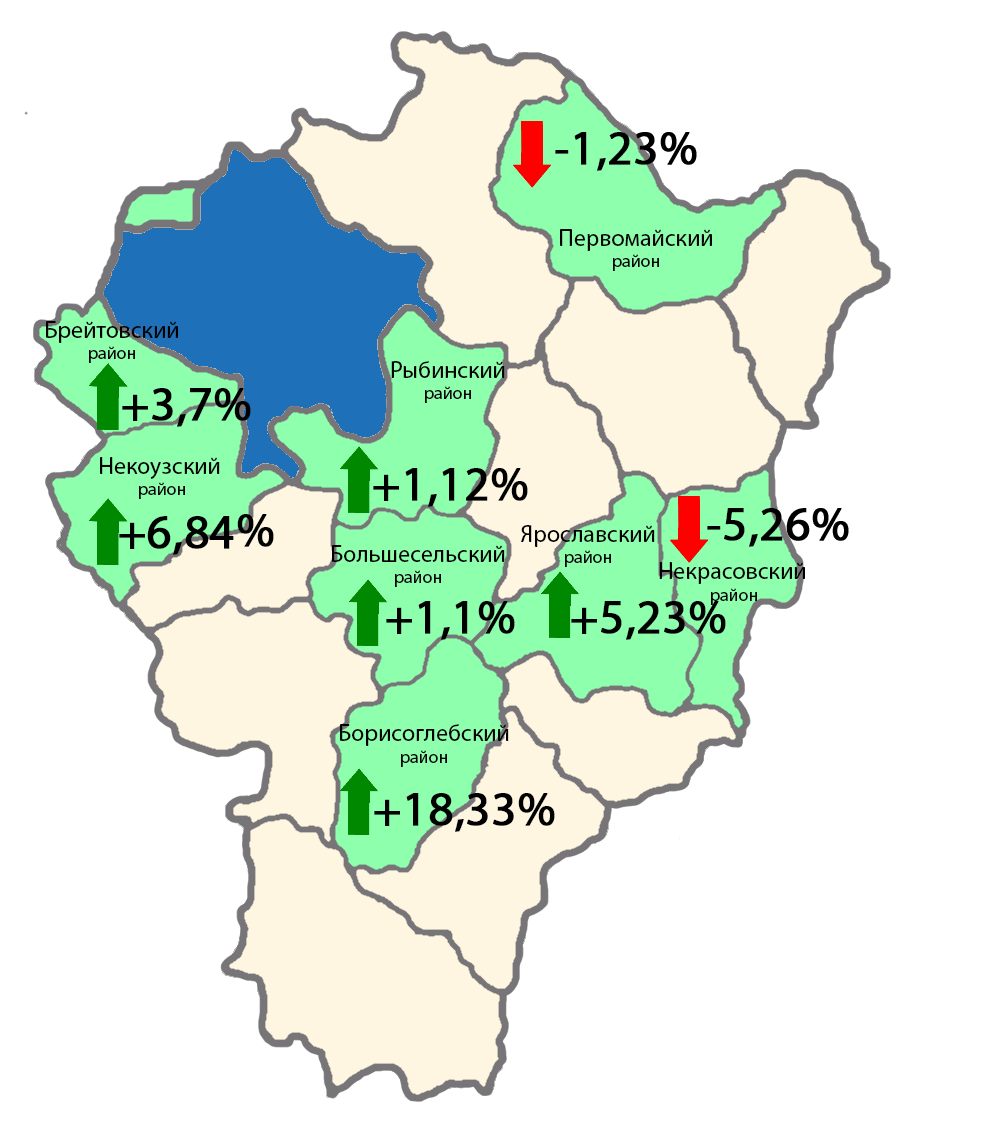 -1,23%
Первомайский
район
Брейтовский
район
+3,7%
Рыбинский
район
+1,12%
Некоузский
район
+6,84%
Большесельский
район
+1,1%
Ярославский
район
+5,23%
-5,26%
Некрасовский
район
Борисоглебский
район
+18,33%